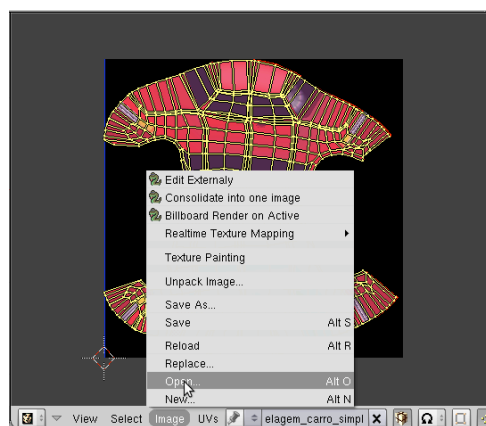 Edit Externaly
Consolidate into one image
Billboard Render on Active
Realtime Texture Mapping
Texture Painting
Unpack Image...
Save As...
Save Alt S
Reload Alt R
Replace...
Open... Alt O
New... Alt N
View Select Image UVs elagem_carro_simpl